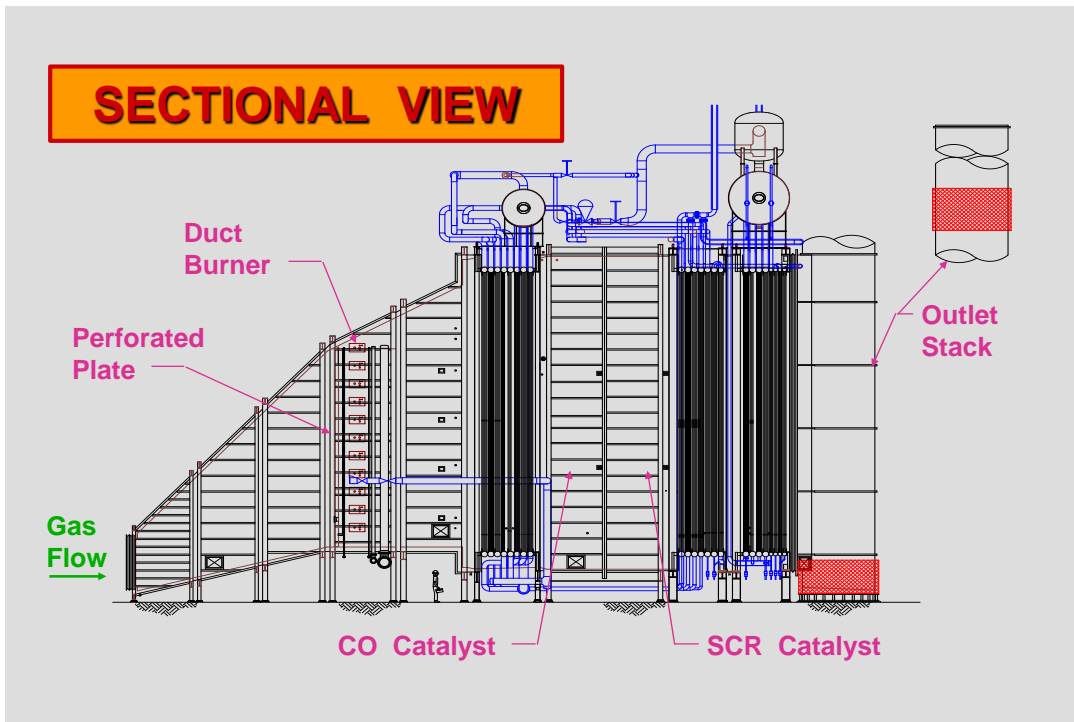 SECTIONAL VIEW
Duct
Burner
Perforated
Plate
Outlet
Stack
Gas
Flow
CO Catalyst
SCR Catalyst